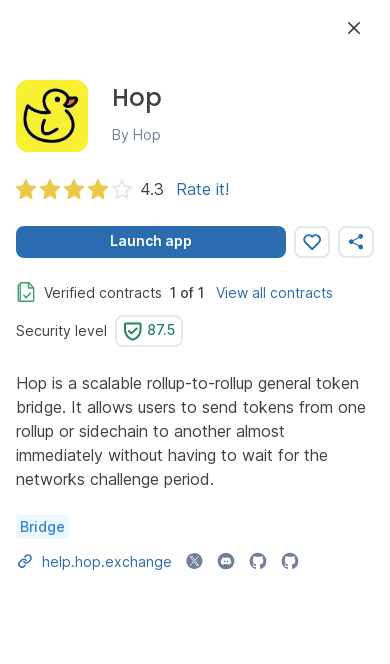 Hop
By Hop
4.3 Rate it!
Launch app
Verified contracts 1 of 1 View all contracts
Security level 87.5
Hop is a scalable rollup-to-rollup general token
bridge. It allows users to send tokens from one
rollup or sidechain to another almost
immediately without having to wait for the
networks challenge period.
Bridge
help.hop.exchange